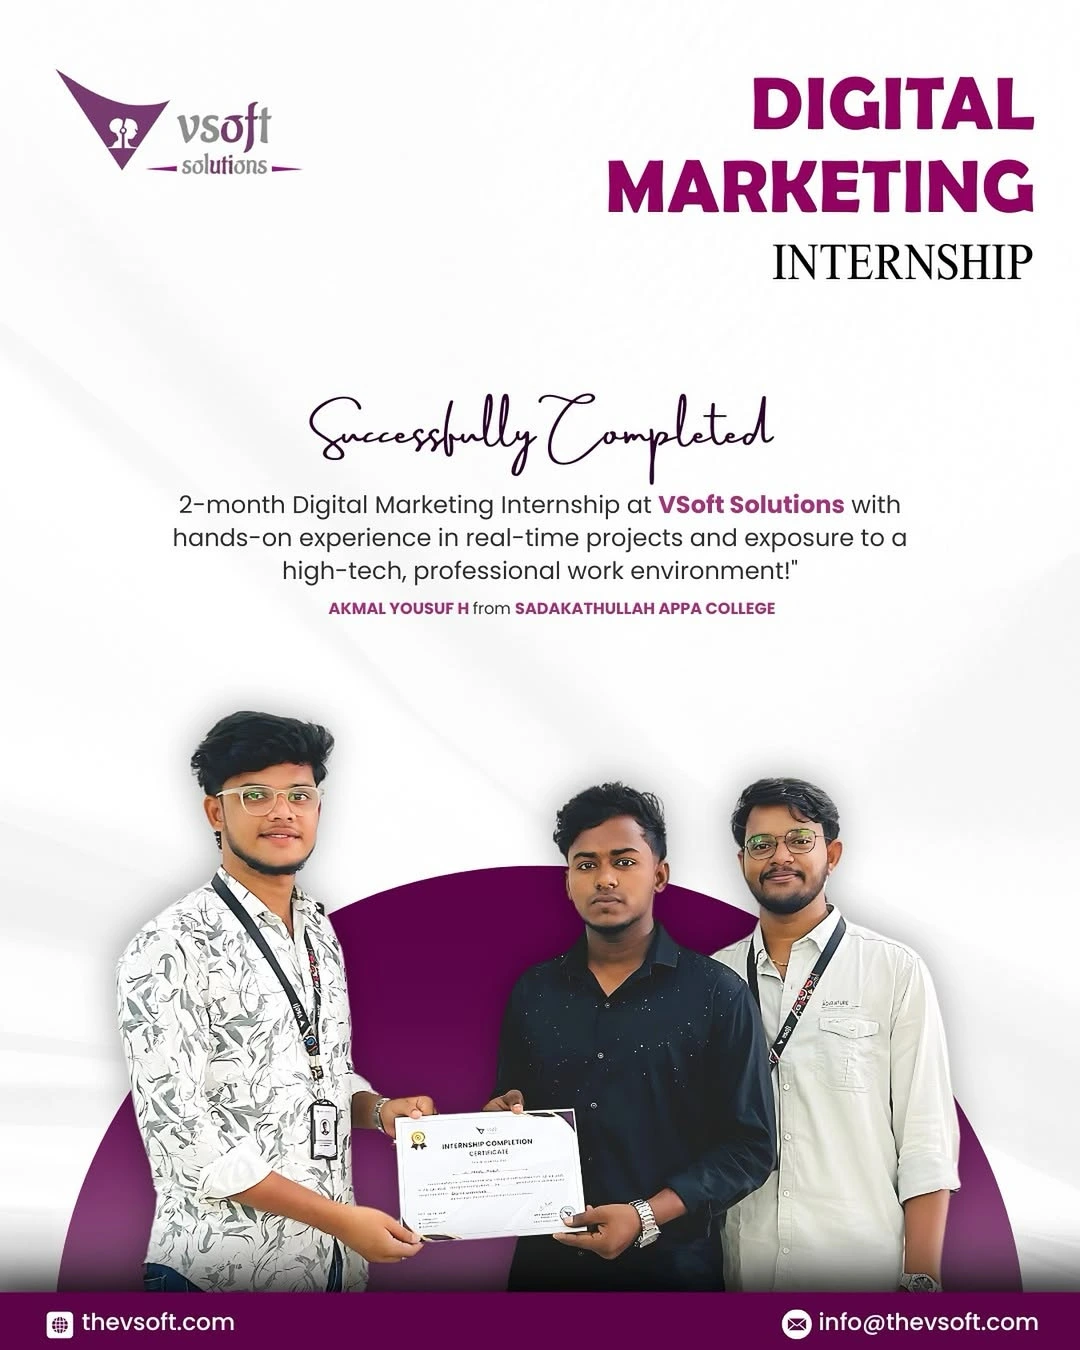 vsoft
solutions
DIGITAL
MARKETING
INTERNSHIP
Successfully Completed
2-month Digital Marketing Internship at VSoft Solutions with
hands-on experience in real-time projects and exposure to a
high-tech, professional work environment!"
AKMAL YOUSUF H from SADAKATHULLAH APPA COLLEGE
ADVENTURE
vsoft
INTERNSHIP COMPLETION
CERTIFICATE
thevsoft.com
info@thevsoft.com